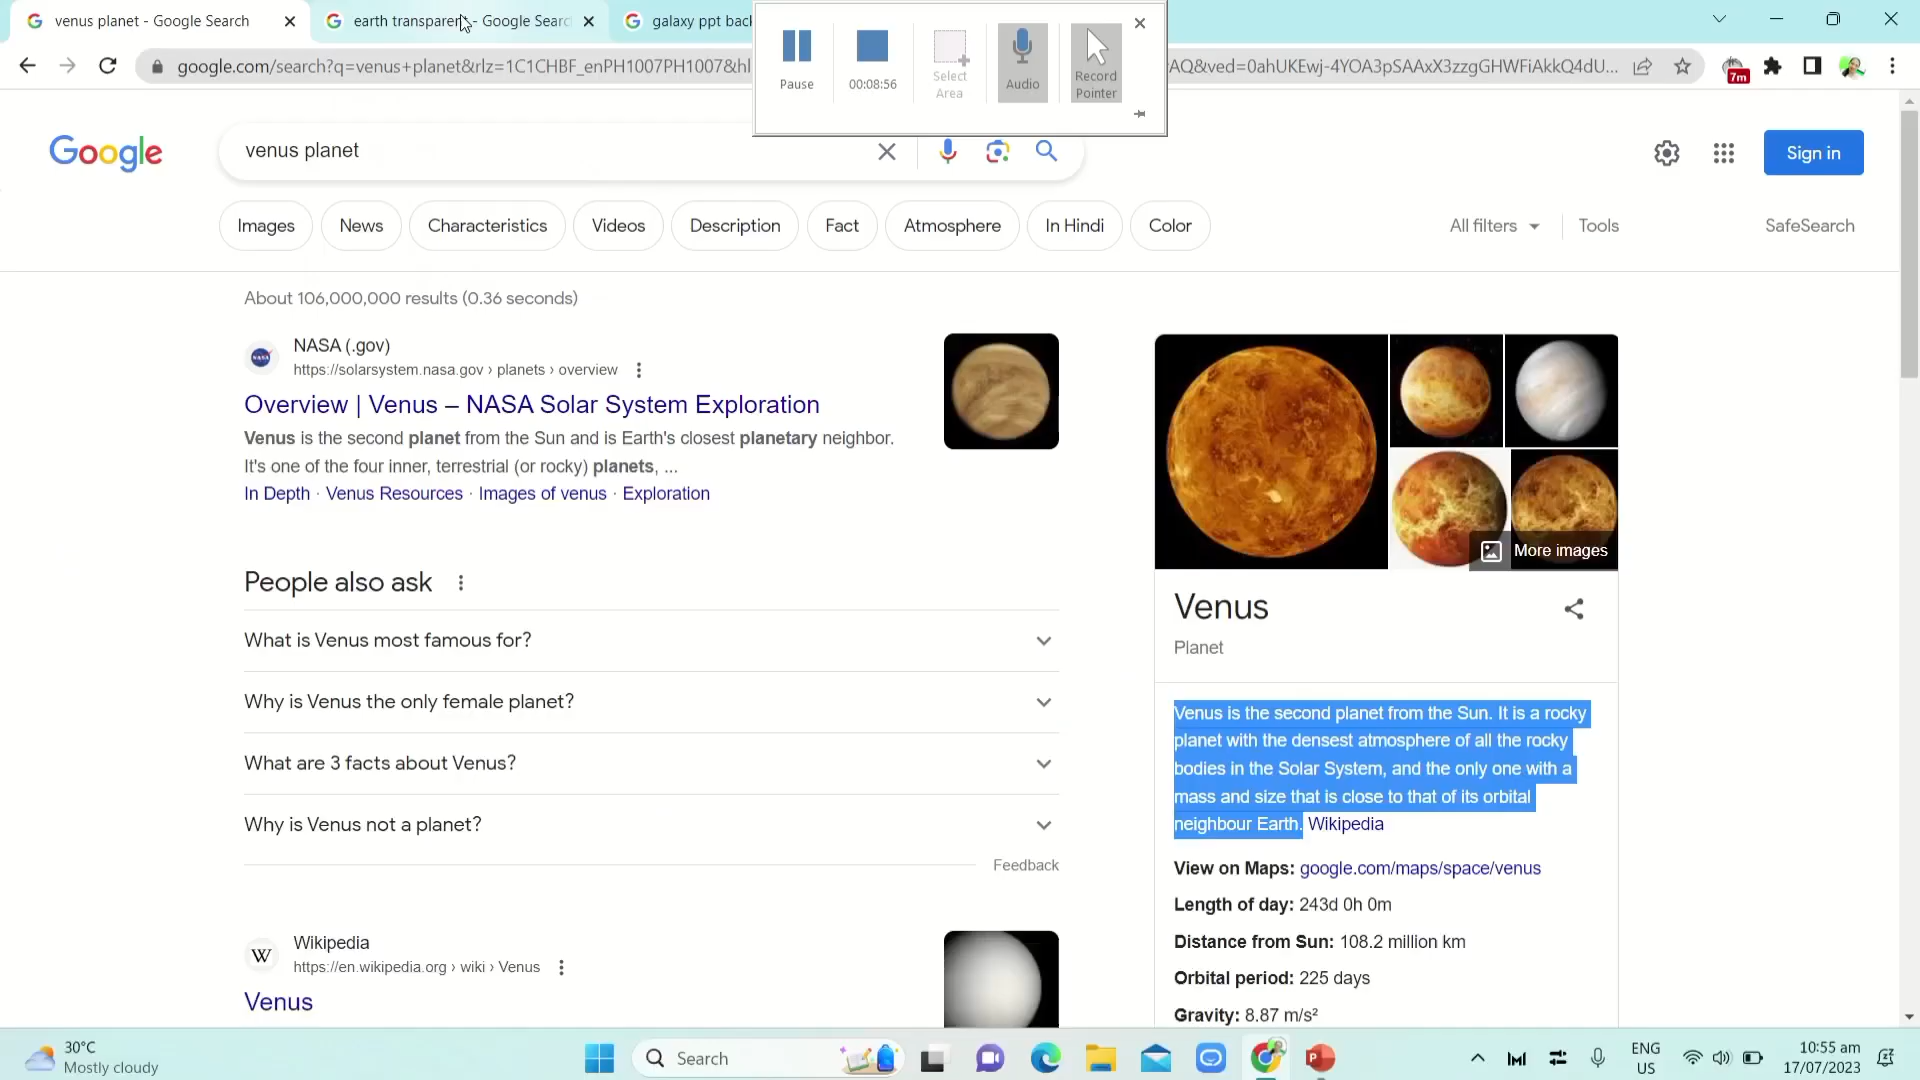 venus planet - Google Search
earth transparent - Google Searc
galaxy ppt back
Pause
00:08:56
Select
Area
Audio
Record
Pointer
google.com/search?q=venus+planet&rlz=1C1CHBF_enPH1007PH1007&hl
AQ&ved=0ahUKEwj-4YOA3pSAAxX3zzgGHWFiAkkQ4dU...
7m
Google
venus planet
Sign in
Images
News
Characteristics
Videos
Description
Fact
Atmosphere
In Hindi
Color
All filters
Tools
SafeSearch
About 106,000,000 results (0.36 seconds)
NASA
NASA (.gov)
https://solarsystem.nasa.gov › planets › overview
Overview | Venus – NASA Solar System Exploration
Venus is the second planet from the Sun and is Earth's closest planetary neighbor.
It's one of the four inner, terrestrial (or rocky) planets, ...
In Depth · Venus Resources · Images of venus · Exploration
People also ask
What is Venus most famous for?
Why is Venus the only female planet?
What are 3 facts about Venus?
Why is Venus not a planet?
Feedback
W
Wikipedia
https://en.wikipedia.org › wiki › Venus
Venus
More images
Venus
Planet
Venus is the second planet from the Sun. It is a rocky
planet with the densest atmosphere of all the rocky
bodies in the Solar System, and the only one with a
mass and size that is close to that of its orbital
neighbour Earth. Wikipedia
View on Maps: google.com/maps/space/venus
Length of day: 243d 0h 0m
Distance from Sun: 108.2 million km
Orbital period: 225 days
Gravity: 8.87 m/s²
30°C
Mostly cloudy
Search
ENG
US
10:55 am
17/07/2023